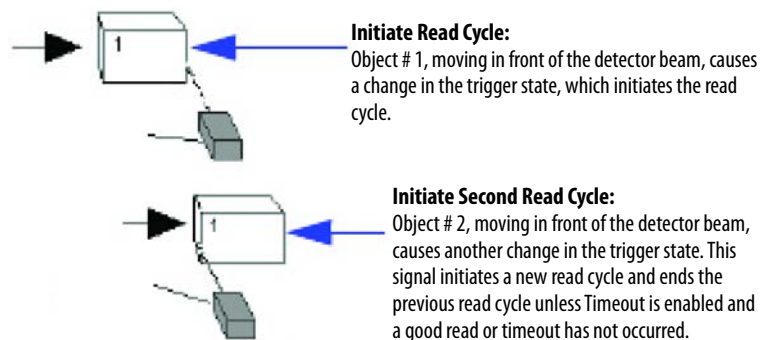 1
Initiate Read Cycle:
Object # 1, moving in front of the detector beam, causes
a change in the trigger state, which initiates the read
cycle.
1
Initiate Second Read Cycle:
Object # 2, moving in front of the detector beam,
causes another change in the trigger state. This
signal initiates a new read cycle and ends the
previous read cycle unless Timeout is enabled and
a good read or timeout has not occurred.